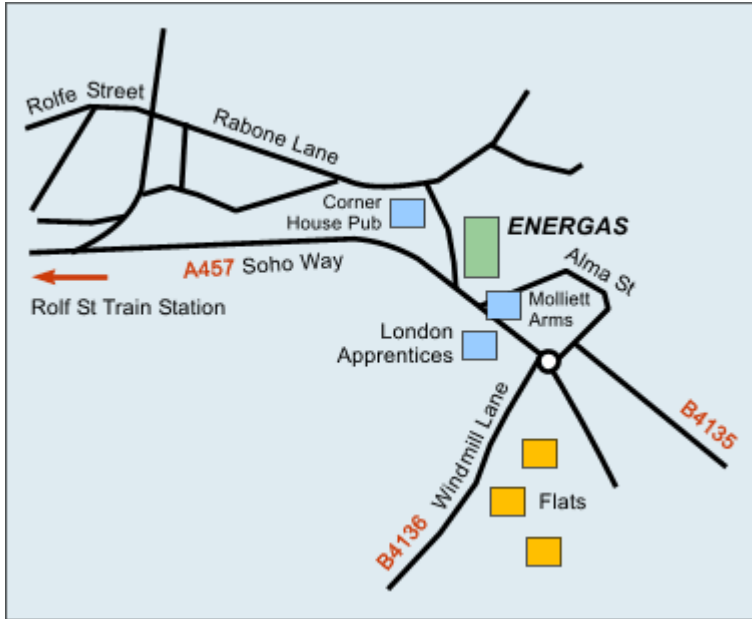 Rolfe Street
Rabone Lane
Corner
House Pub
ENERGAS
A457 Soho Way
Alma St
Rolf St Train Station
Molliett
Arms
London
Apprentices
Windmill Lane
B4135
Flats
B4136